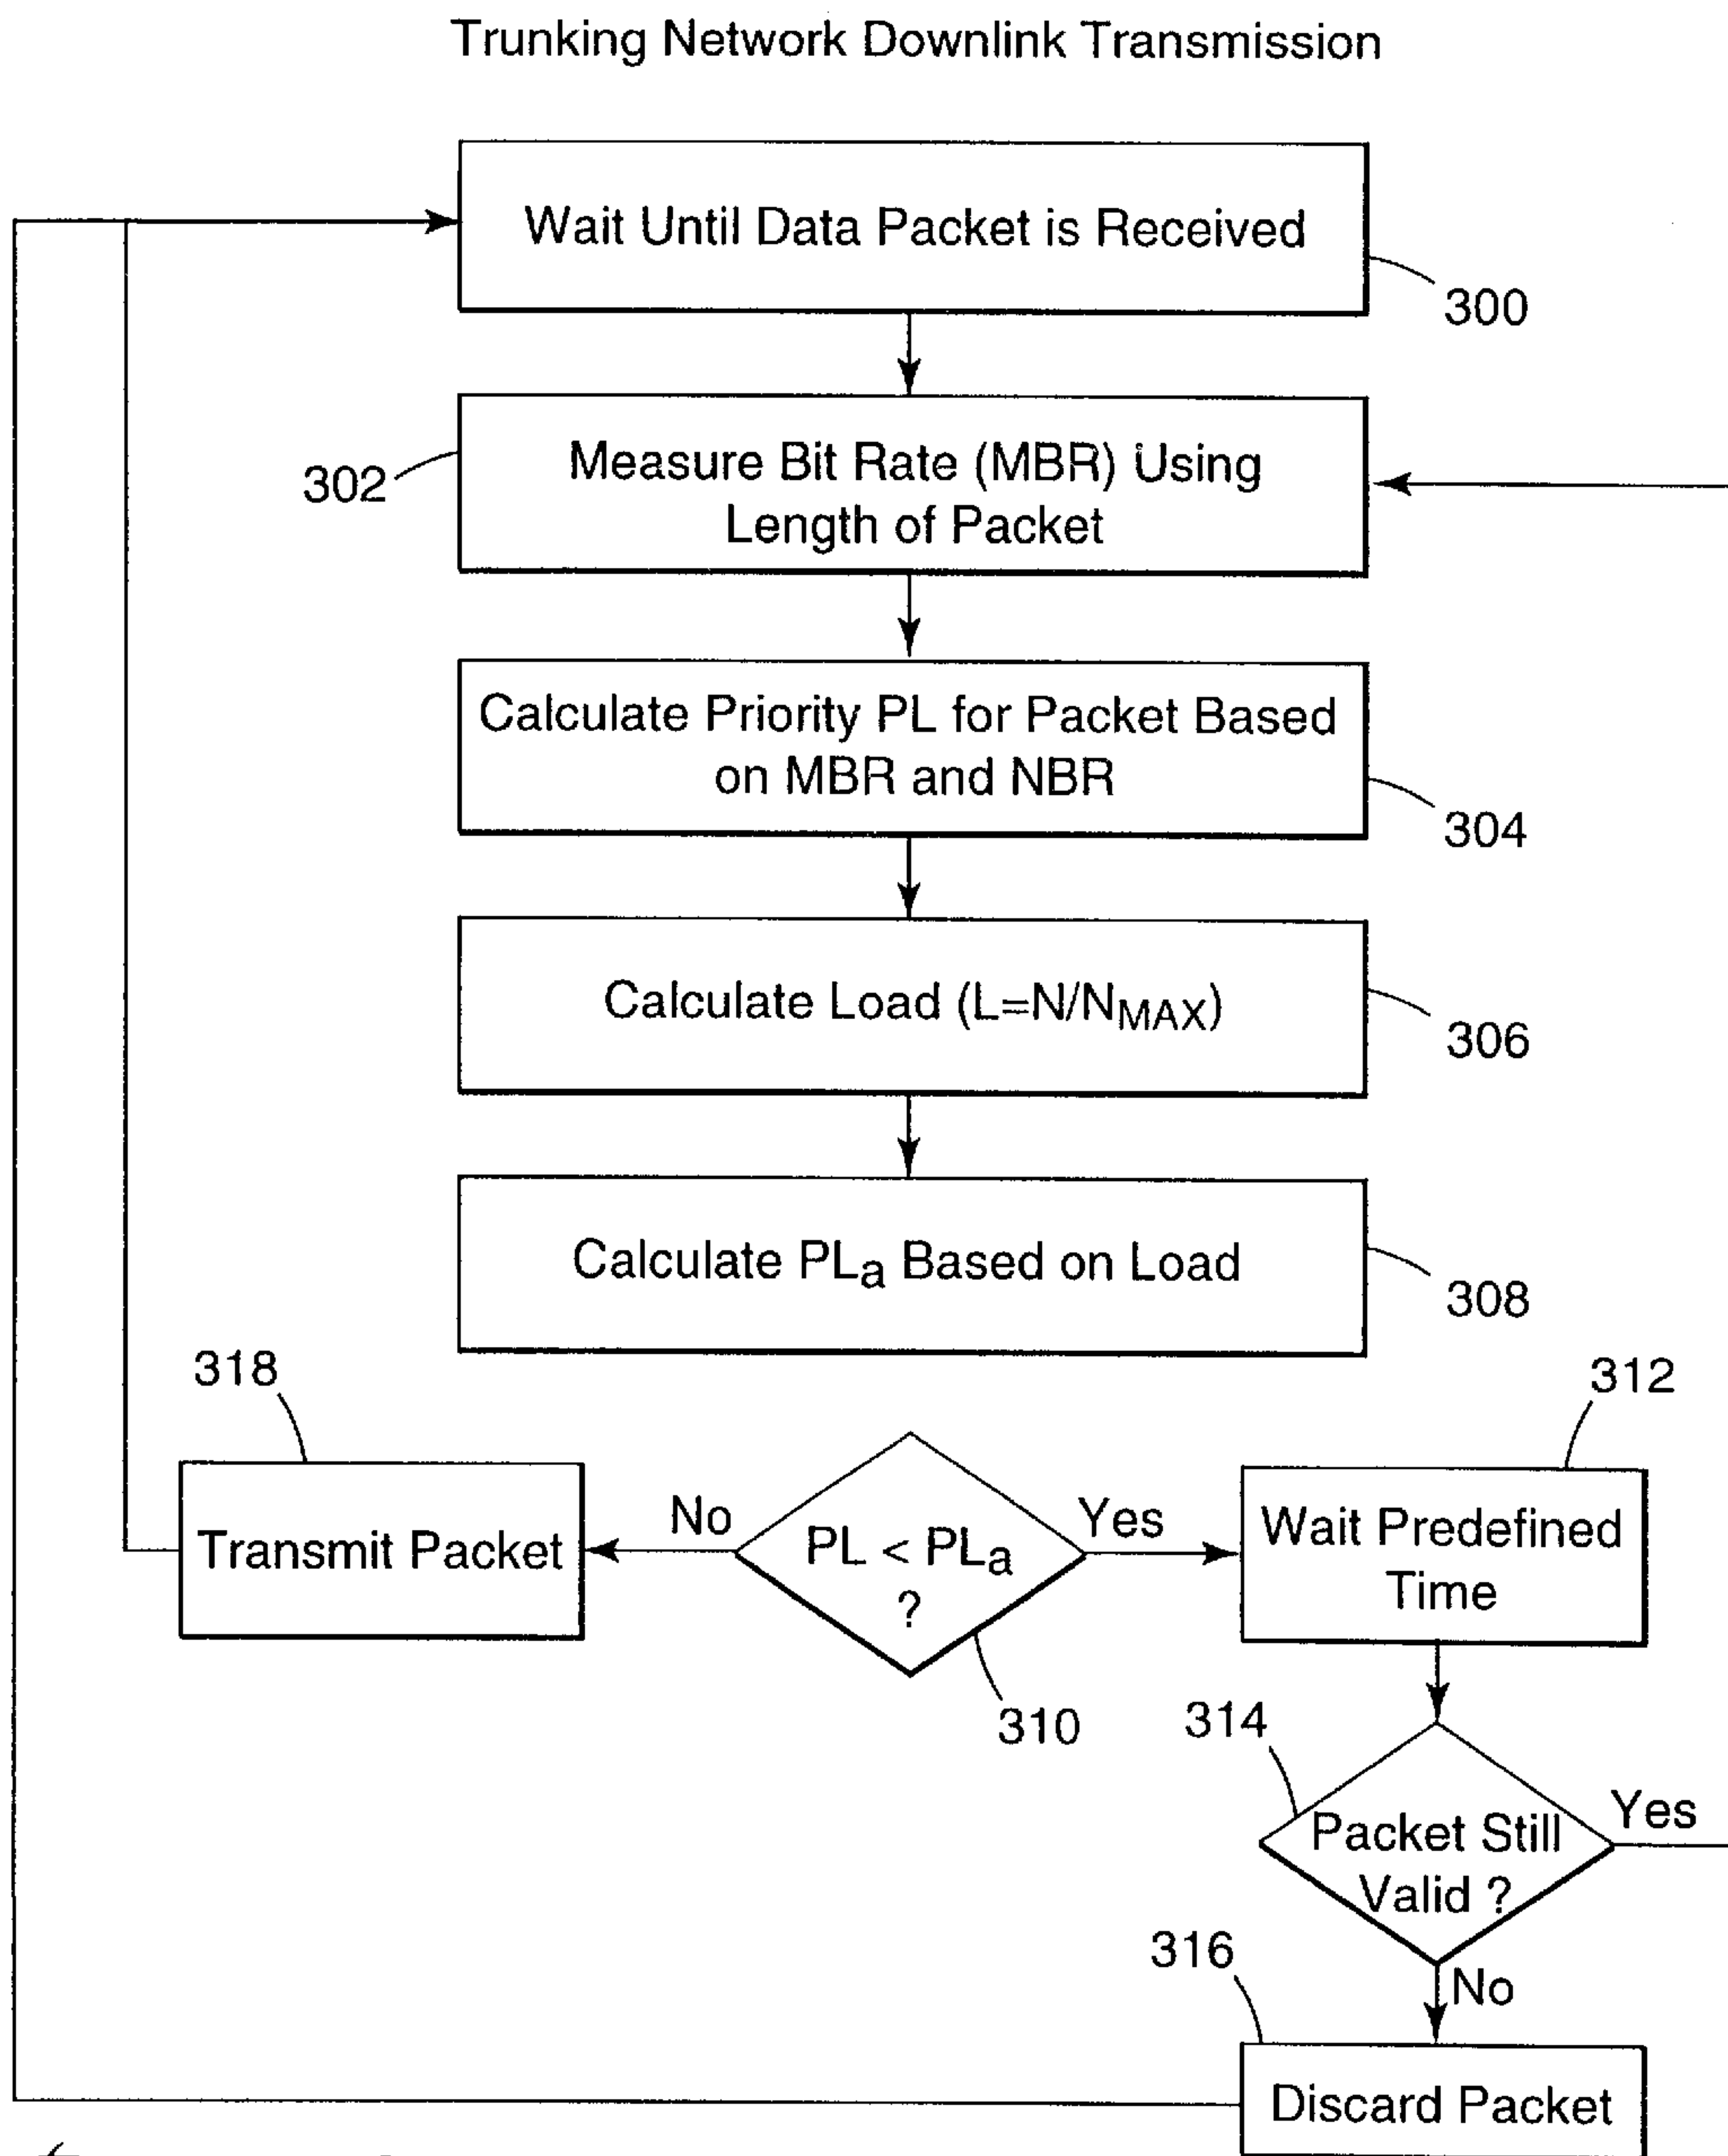 Trunking Network Downlink Transmission
Wait Until Data Packet is Received
300
302
Measure Bit Rate (MBR) Using
Length of Packet
Calculate Priority PL for Packet Based
on MBR and NBR
304
Calculate Load (L=N/NMAX)
306
Calculate PLa Based on Load
308
318
312
Transmit Packet
No
PL < PLa
?
Yes
Wait Predefined
Time
310
314
Packet Still
Valid ?
Yes
316
No
Discard Packet